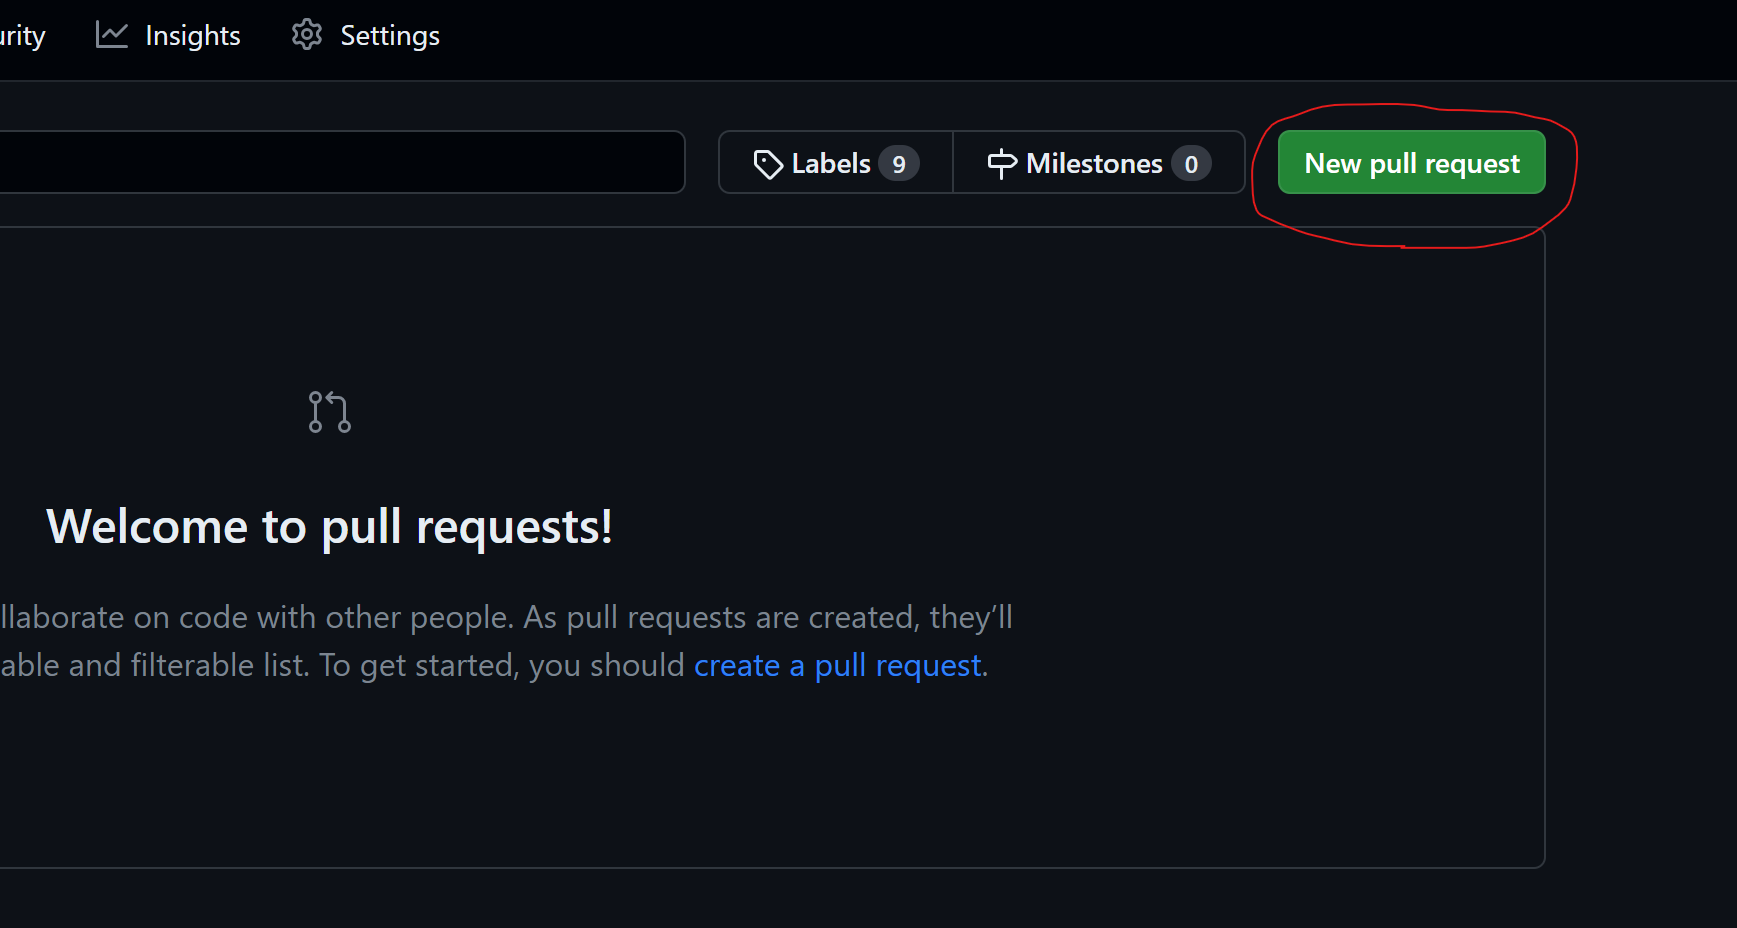 urity Insights Settings
Labels 9 Milestones 0 New pull request
Welcome to pull requests!
llaborate on code with other people. As pull requests are created, they’ll
able and filterable list. To get started, you should create a pull request.